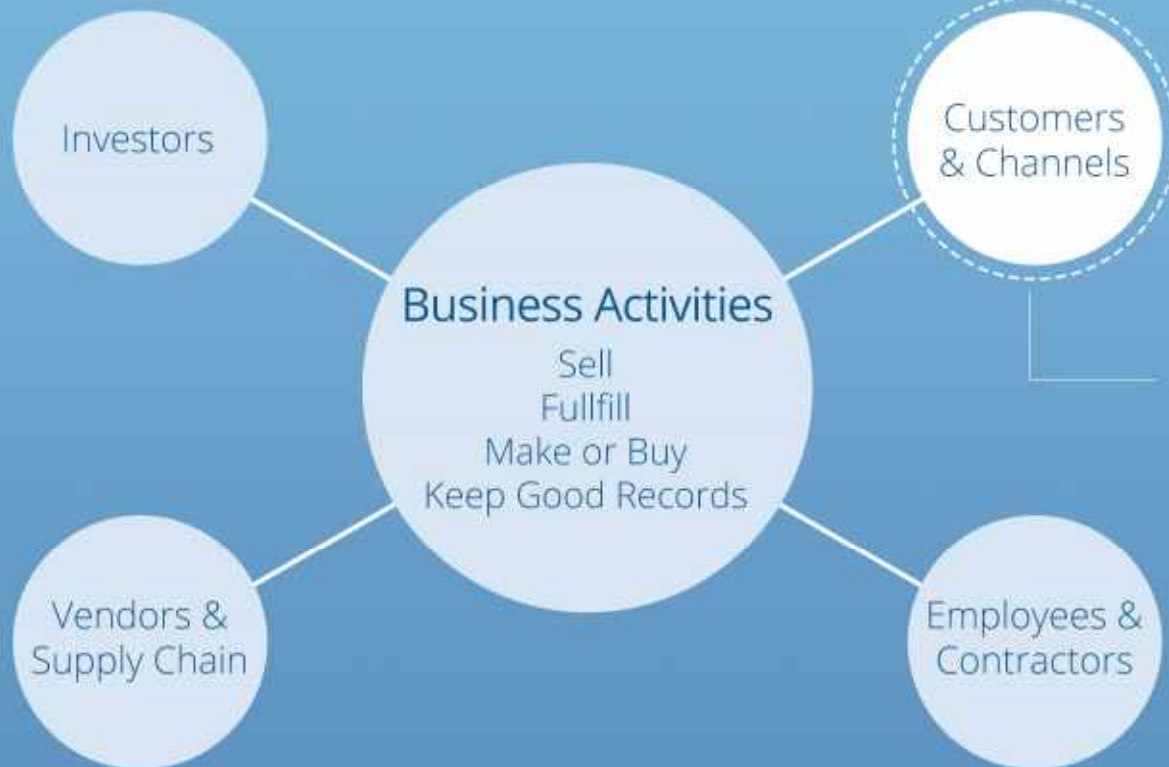 Investors
Customers
& Channels
Business Activities
Sell
Fullfill
Make or Buy
Keep Good Records
Vendors &
Supply Chain
Employees &
Contractors